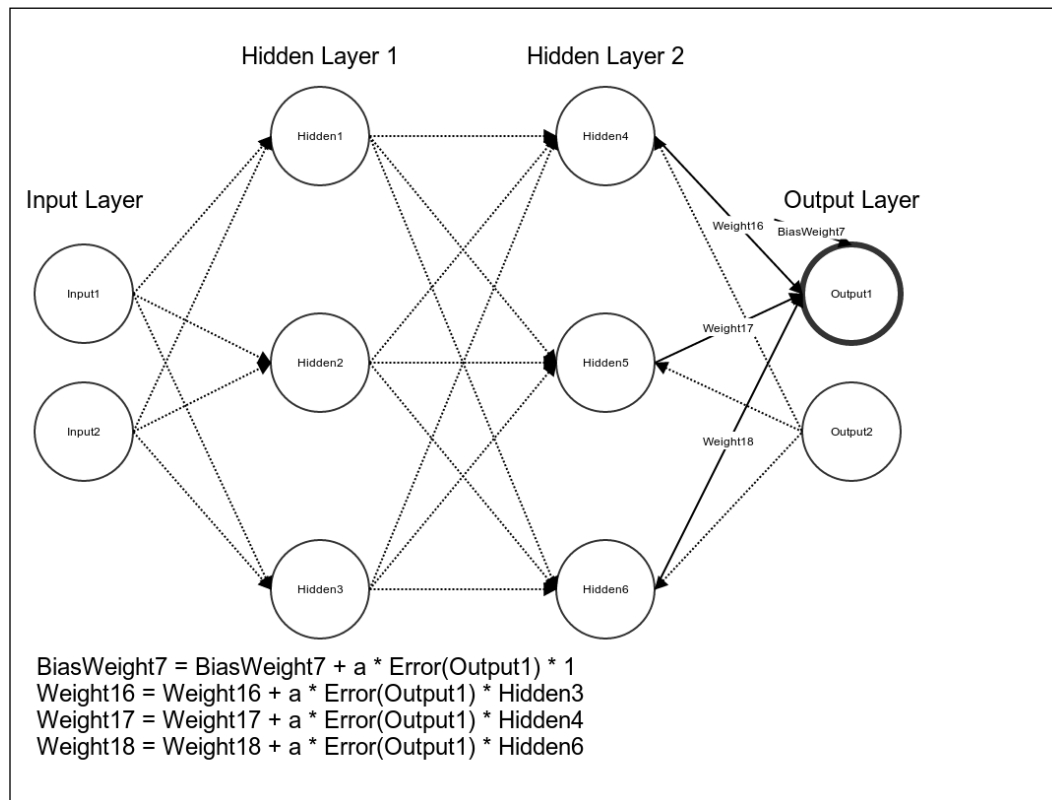 Hidden Layer 1
Hidden Layer 2
Hidden1
Hidden4
Input Layer
Output Layer
Weight16
BiasWeight7
Input1
Output1
Weight17
Hidden2
Hidden5
Input2
Output2
Weight18
Hidden3
Hidden6
BiasWeight7 = BiasWeight7 + a * Error(Output1) * 1
Weight16 = Weight16 + a * Error(Output1) * Hidden3
Weight17 = Weight17 + a * Error(Output1) * Hidden4
Weight18 = Weight18 + a * Error(Output1) * Hidden6